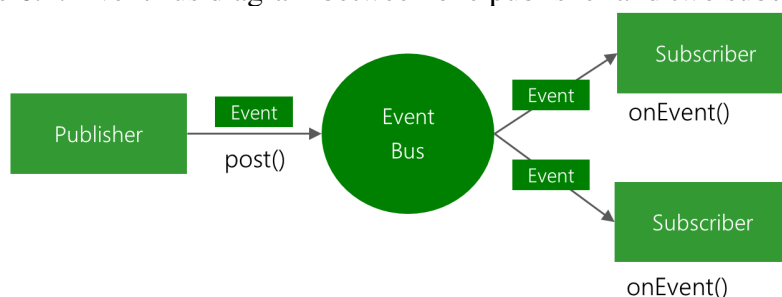 Publisher
Event
post()
Event
Bus
Event
Subscriber
onEvent()
Event
Subscriber
onEvent()